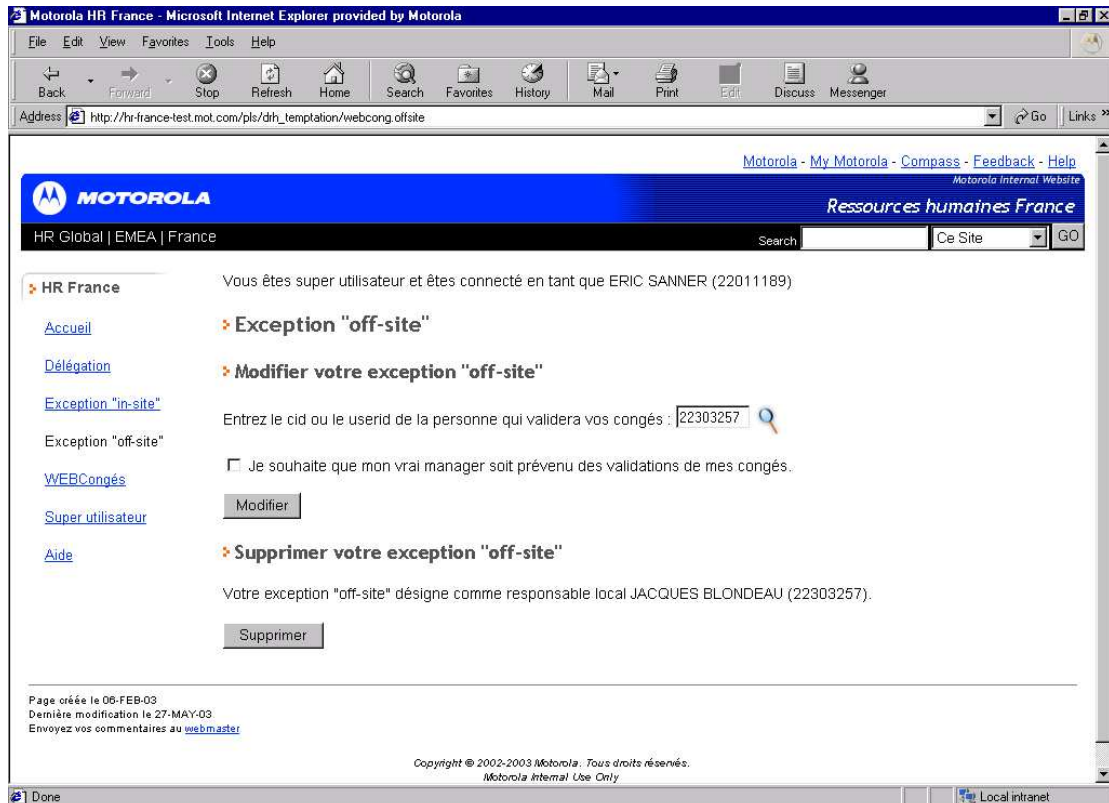 Motorola HR France - Microsoft Internet Explorer provided by Motorola
File Edit View Favorites Tools Help
Back Forward Stop Refresh Home Search Favorites History Mail Print Edit Discuss Messenger
Address http://hr-france-test.mot.com/pls/drh_temptation/webcong.offsite Go Links »
Motorola - My Motorola - Compass - Feedback - Help
Motorola Internal Website
MOTOROLA
Ressources humaines France
HR Global | EMEA | France Search Ce Site GO
HR France
Accueil
Délégation
Exception "in-site"
Exception "off-site"
WEBCongés
Super utilisateur
Aide
Vous êtes super utilisateur et êtes connecté en tant que ERIC SANNER (22011189)
Exception "off-site"
Modifier votre exception "off-site"
Entrez le cid ou le userid de la personne qui validera vos congés : 22303257
Je souhaite que mon vrai manager soit prévenu des validations de mes congés.
Modifier
Supprimer votre exception "off-site"
Votre exception "off-site" désigne comme responsable local JACQUES BLONDEAU (22303257).
Supprimer
Page créée le 06-FEB-03
Dernière modification le 27-MAY-03
Envoyez vos commentaires au webmaster
Copyright © 2002-2003 Motorola. Tous droits réservés.
Motorola Internal Use Only
Done Local intranet